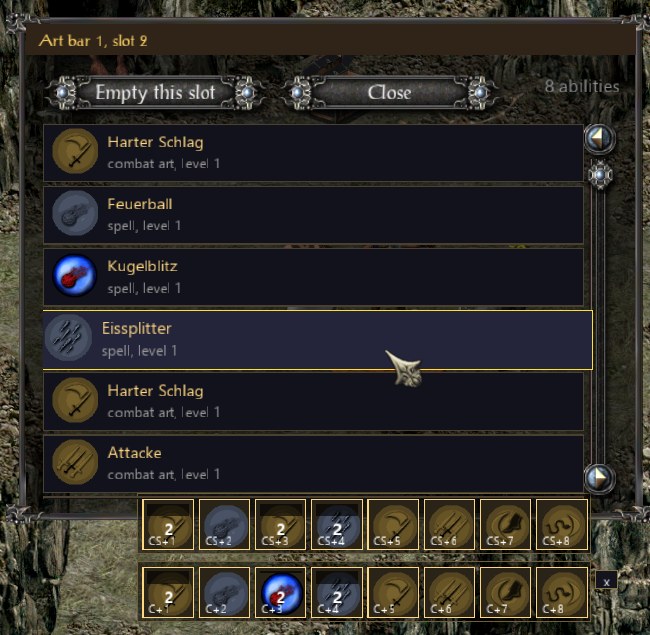 Art bar 1, slot 2
Empty this slot
Close
8 abilities
Harter Schlag
combat art, level 1
Feuerball
spell, level 1
Kugelblitz
spell, level 1
Eissplitter
spell, level 1
Harter Schlag
combat art, level 1
Attacke
combat art, level 1
2 2 2
CS+1 CS+2 CS+3 CS+4 CS+5 CS+6 CS+7 CS+8
x
2 2 2
C+1 C+2 C+3 C+4 C+5 C+6 C+7 C+8